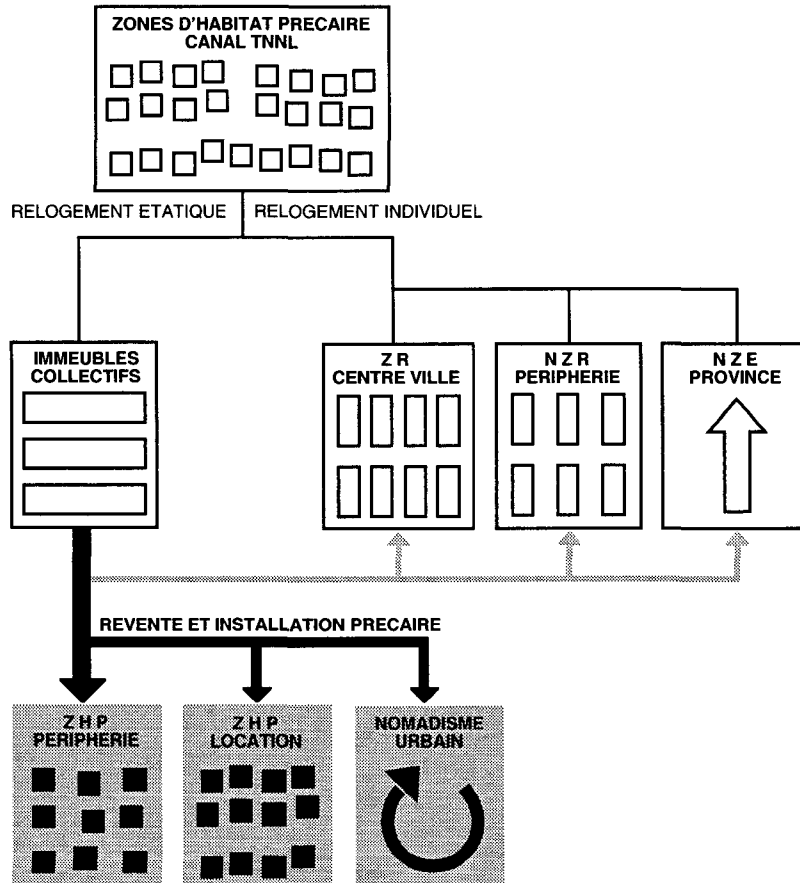 ZONES D'HABITAT PRECAIRE
CANAL TNNL
RELOGEMENT ETATIQUE
RELOGEMENT INDIVIDUEL
IMMEUBLES
COLLECTIFS
Z R
CENTRE VILLE
N Z R
PERIPHERIE
N Z E
PROVINCE
REVENTE ET INSTALLATION PRECAIRE
Z H P
PERIPHERIE
Z H P
LOCATION
NOMADISME
URBAIN